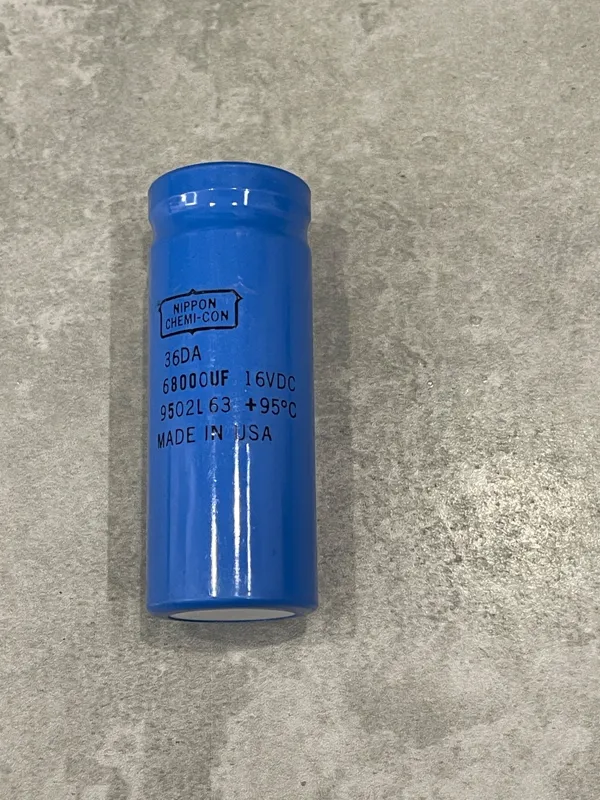 NIPPON
CHEMI-CON
36DA
68000UF 16VDC
9502L63 +95°C
MADE IN USA